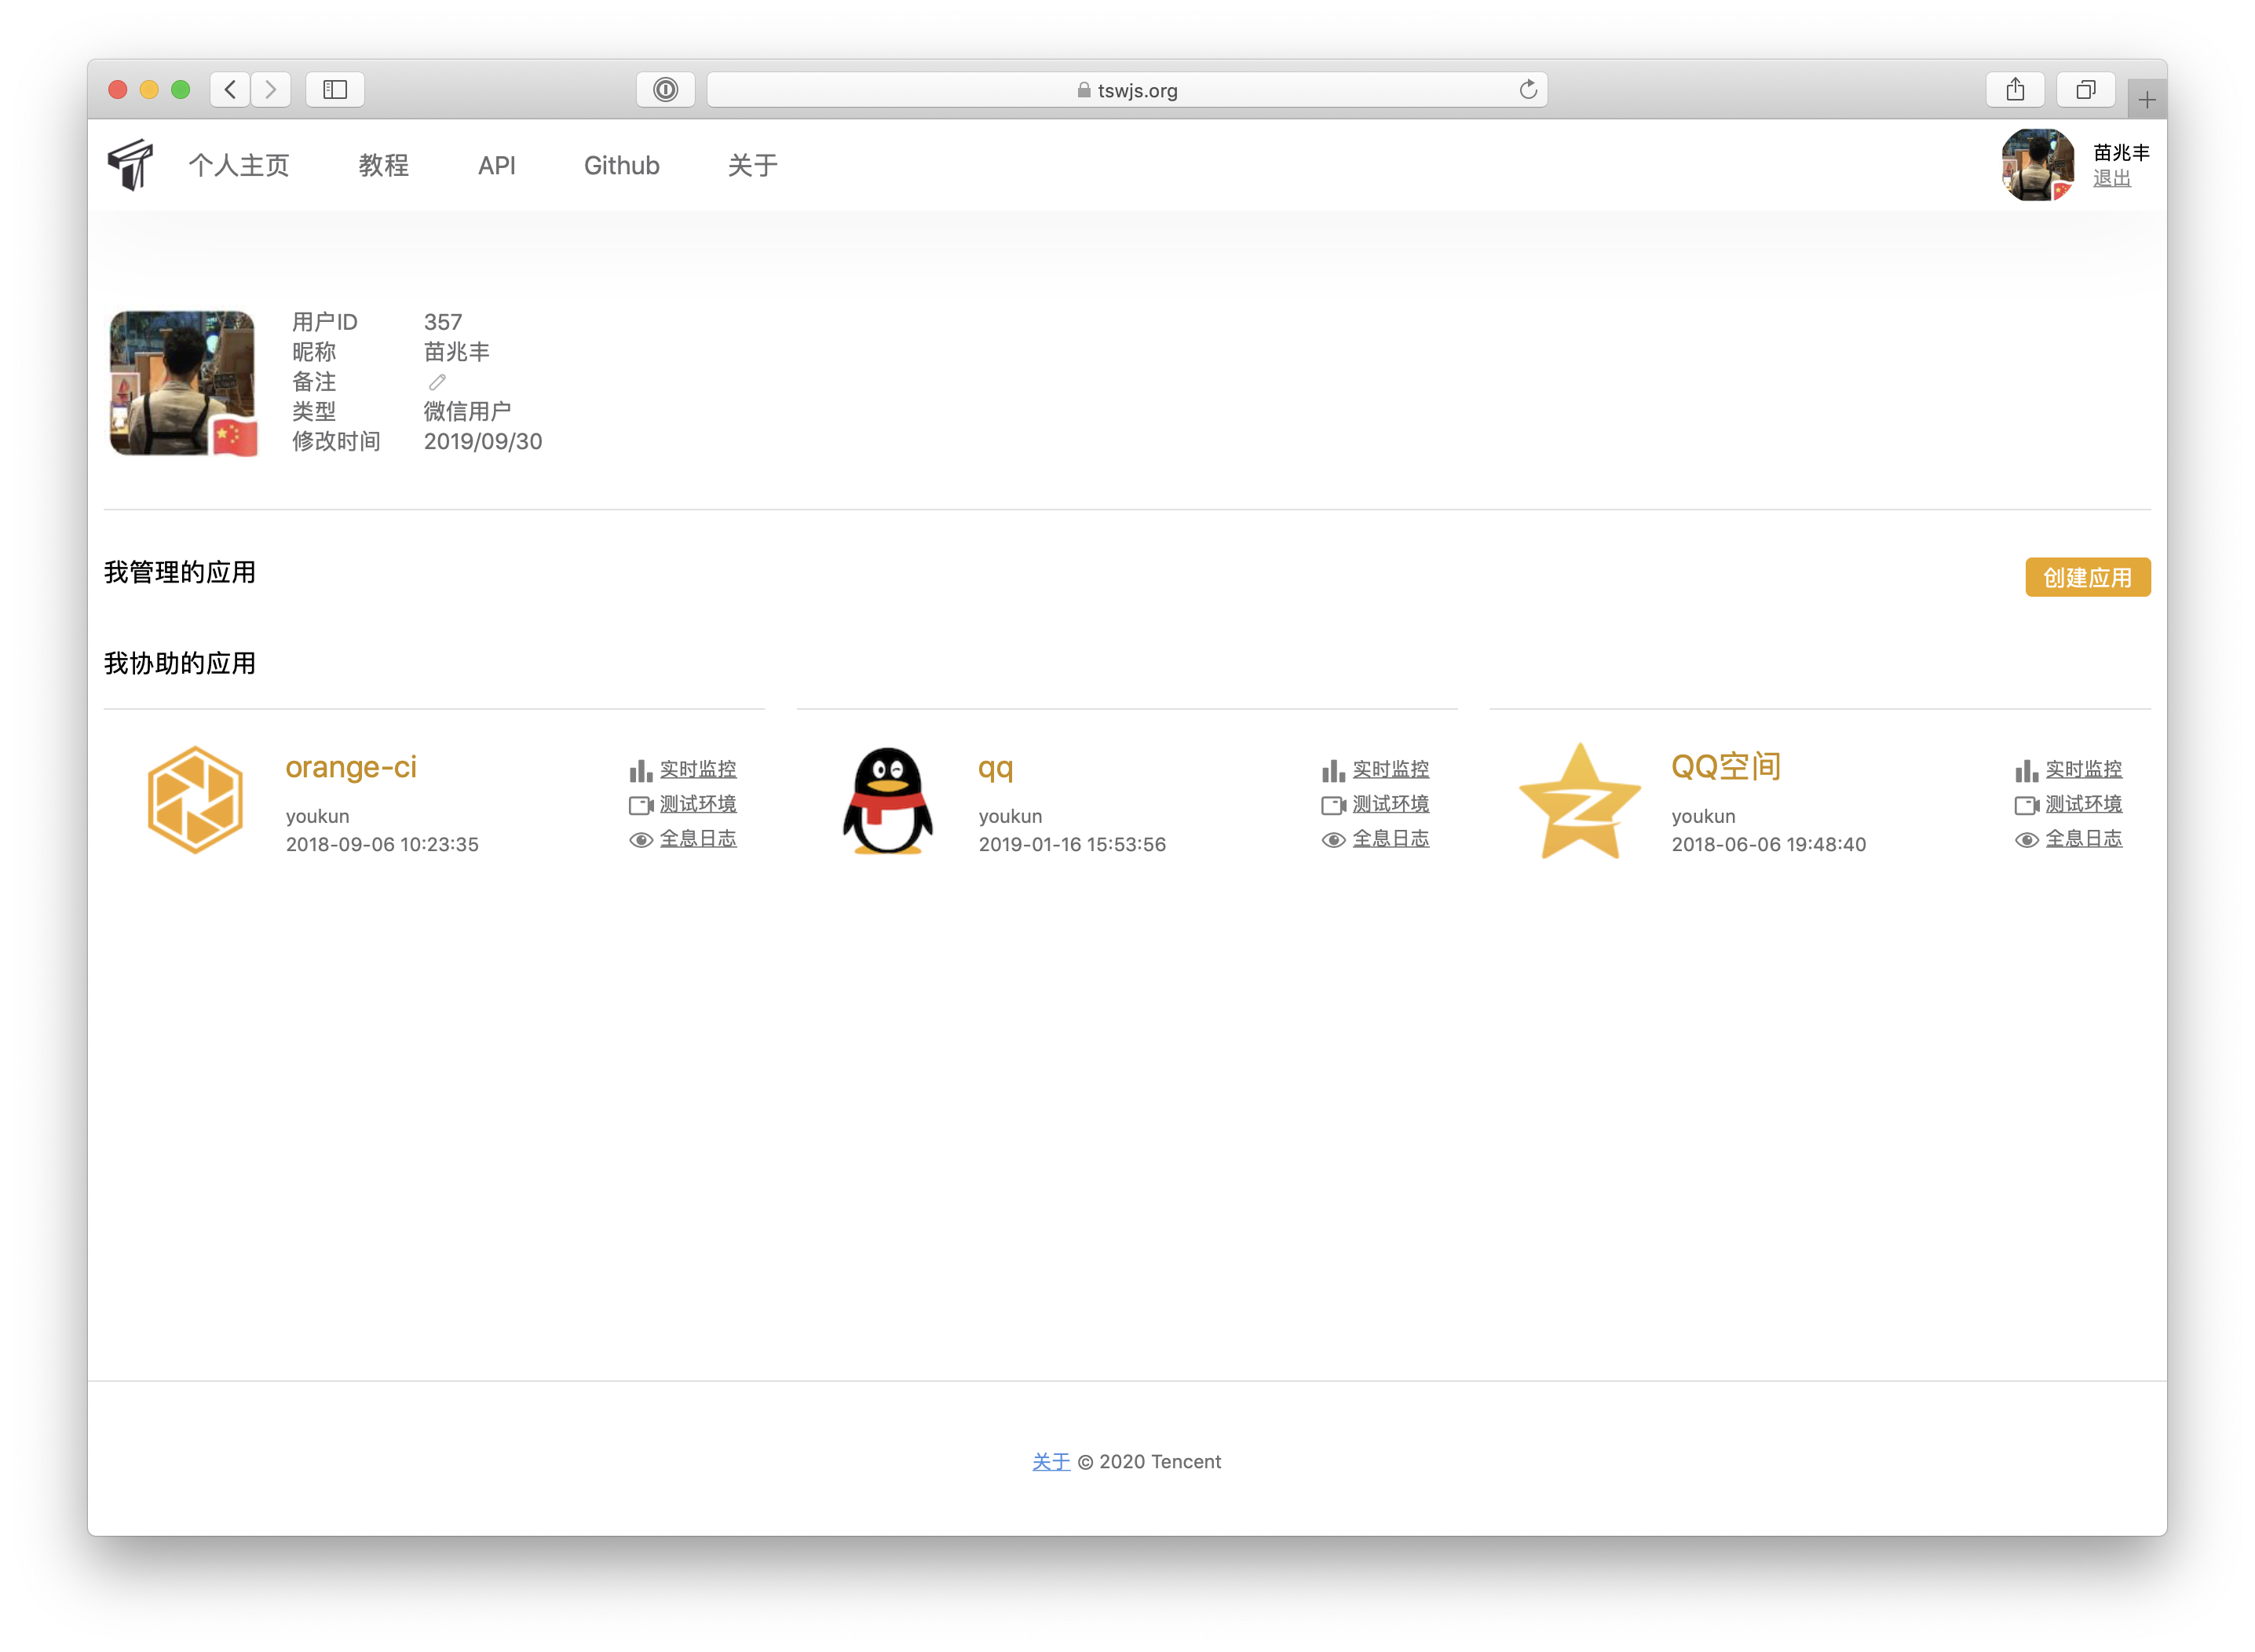 tswjs.org
个人主页 教程 API Github 关于
苗兆丰
退出
用户ID 357
昵称 苗兆丰
备注
类型 微信用户
修改时间 2019/09/30
我管理的应用 创建应用
我协助的应用
orange-ci
youkun
2018-09-06 10:23:35
实时监控
测试环境
全息日志
qq
youkun
2019-01-16 15:53:56
实时监控
测试环境
全息日志
QQ空间
youkun
2018-06-06 19:48:40
实时监控
测试环境
全息日志
关于 © 2020 Tencent